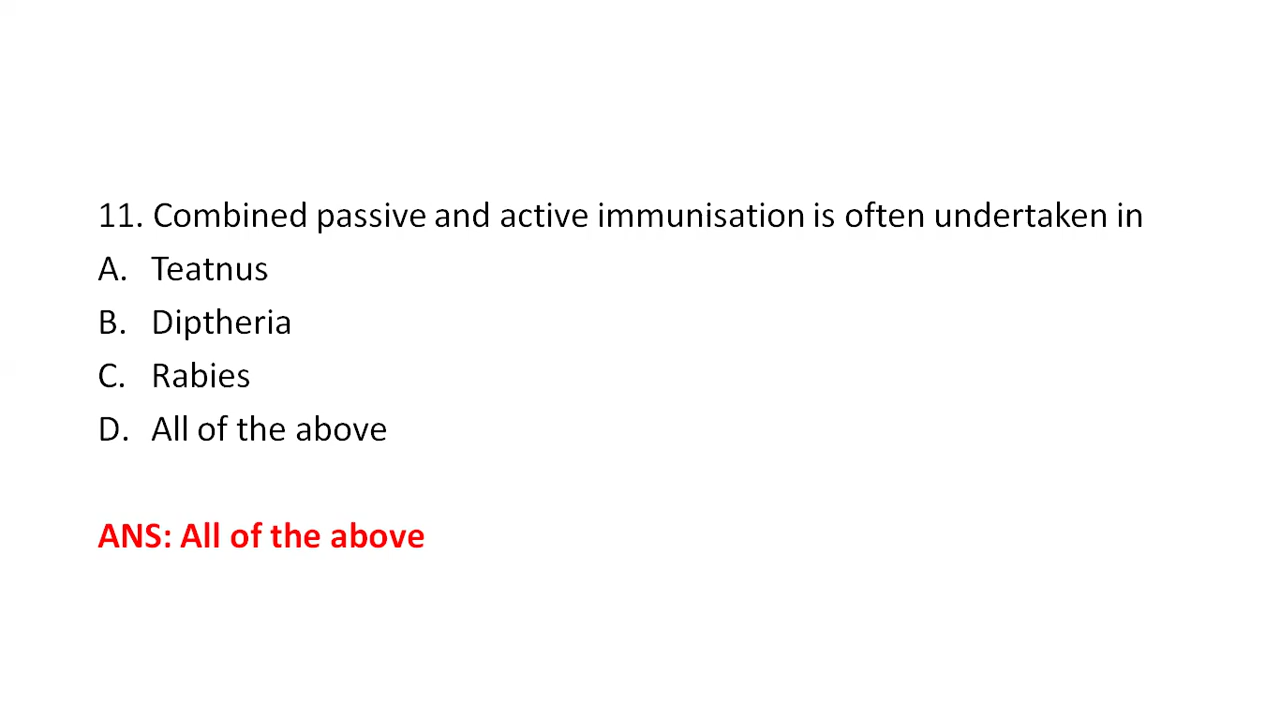 11. Combined passive and active immunisation is often undertaken in
A. Teatnus
B. Diptheria
C. Rabies
D. All of the above
ANS: All of the above